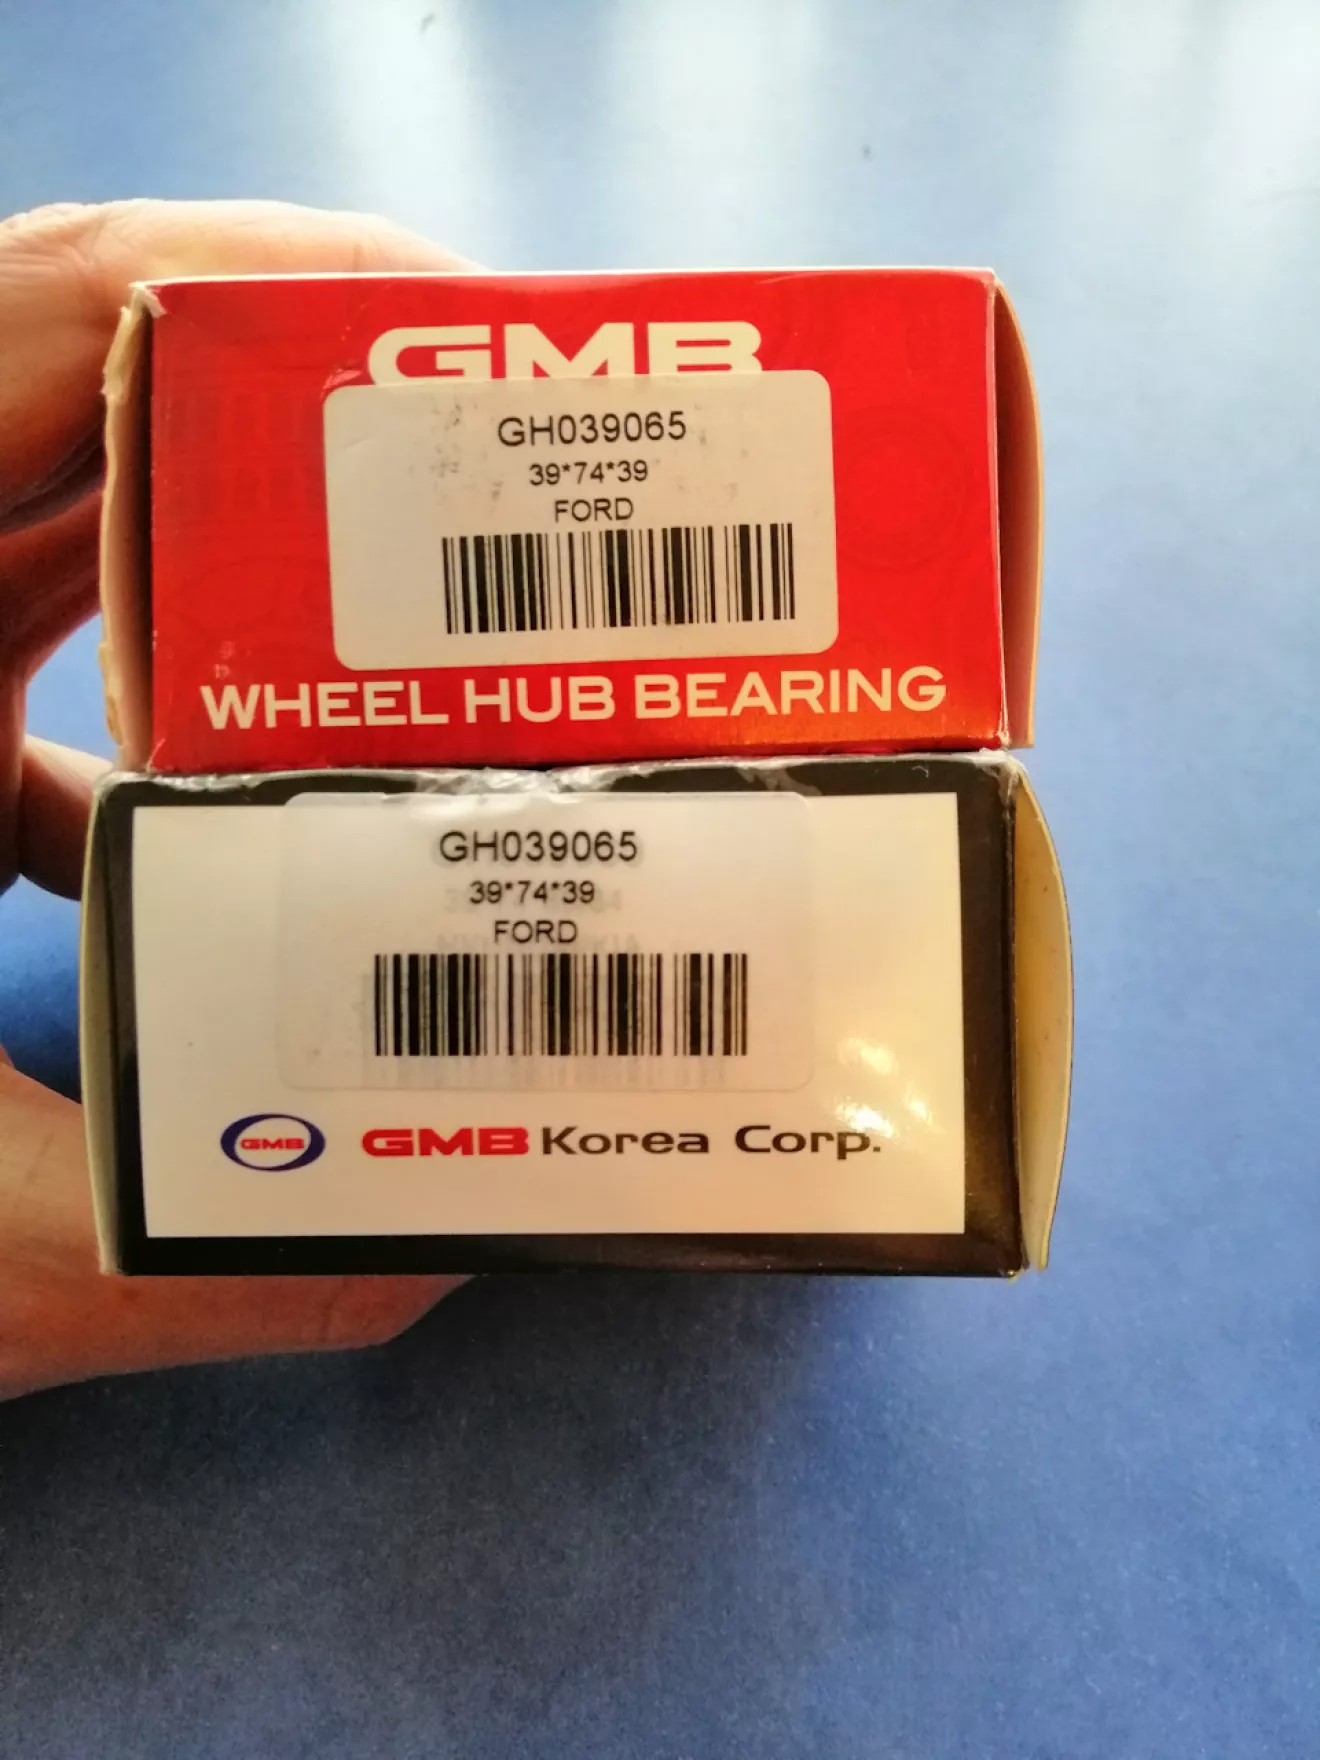 GMB
GH039065
39*74*39
FORD
WHEEL HUB BEARING
GH039065
39*74*39
FORD
GMB GMB Korea Corp.